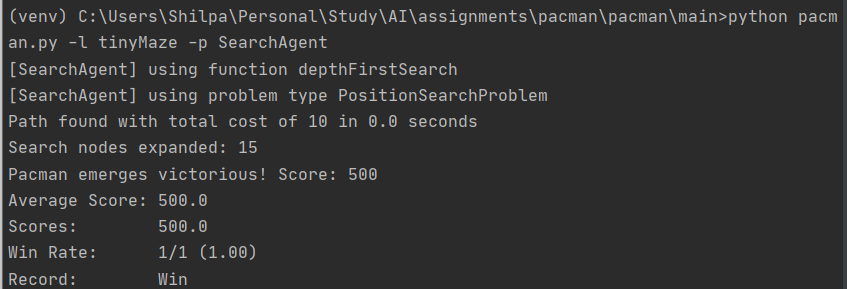 (venv) C:\Users\Shilpa\Personal\Study\AI\assignments\pacman\pacman\main>python pacm
an.py -l tinyMaze -p SearchAgent
[SearchAgent] using function depthFirstSearch
[SearchAgent] using problem type PositionSearchProblem
Path found with total cost of 10 in 0.0 seconds
Search nodes expanded: 15
Pacman emerges victorious! Score: 500
Average Score: 500.0
Scores:        500.0
Win Rate:      1/1 (1.00)
Record:        Win